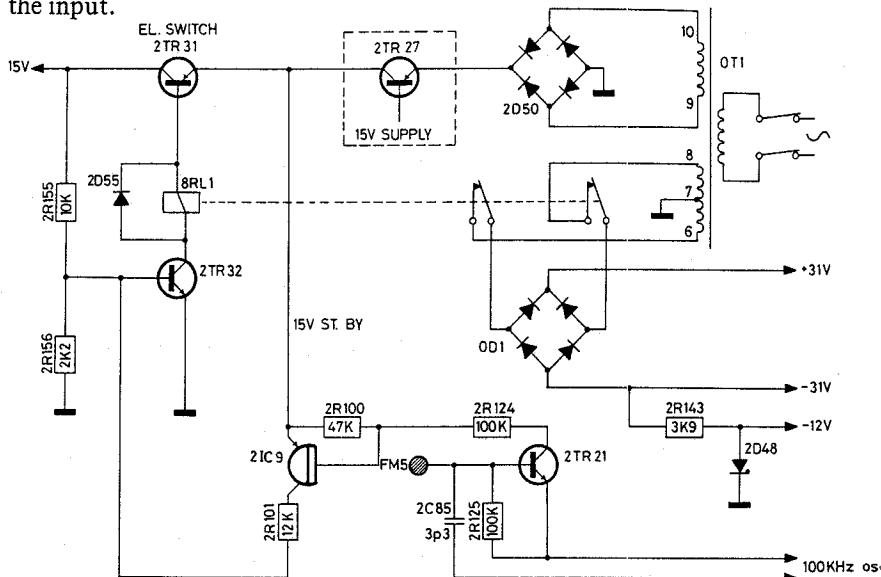 the input.
EL. SWITCH
2TR 31
15V
2TR 27
15V SUPPLY
2D50
10
9
OT1
8
7
6
2D55
8RL1
2R155
10K
2TR32
2R156
2K2
15V ST. BY
OD1
+31V
-31V
-12V
2R143
3K9
2D48
2R100
47K
2R124
100K
2IC9
FM5
2TR21
2R101
12K
2C85
3p3
2R125
100K
100KHz osc